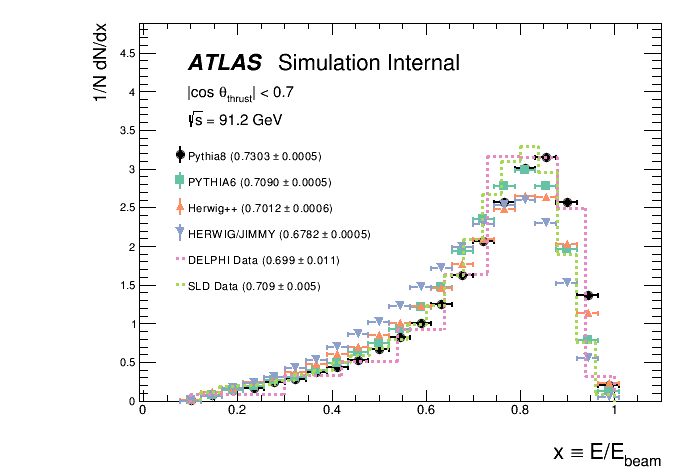 1/N dN/dx
4.5
4
3.5
3
2.5
2
1.5
1
0.5
0
ATLAS Simulation Internal
|cos θthrust| < 0.7
√s = 91.2 GeV
Pythia8 (0.7303 ± 0.0005)
PYTHIA6 (0.7090 ± 0.0005)
Herwig++ (0.7012 ± 0.0006)
HERWIG/JIMMY (0.6782 ± 0.0005)
DELPHI Data (0.699 ± 0.011)
SLD Data (0.709 ± 0.005)
0 0.2 0.4 0.6 0.8 1
x ≡ E/Ebeam